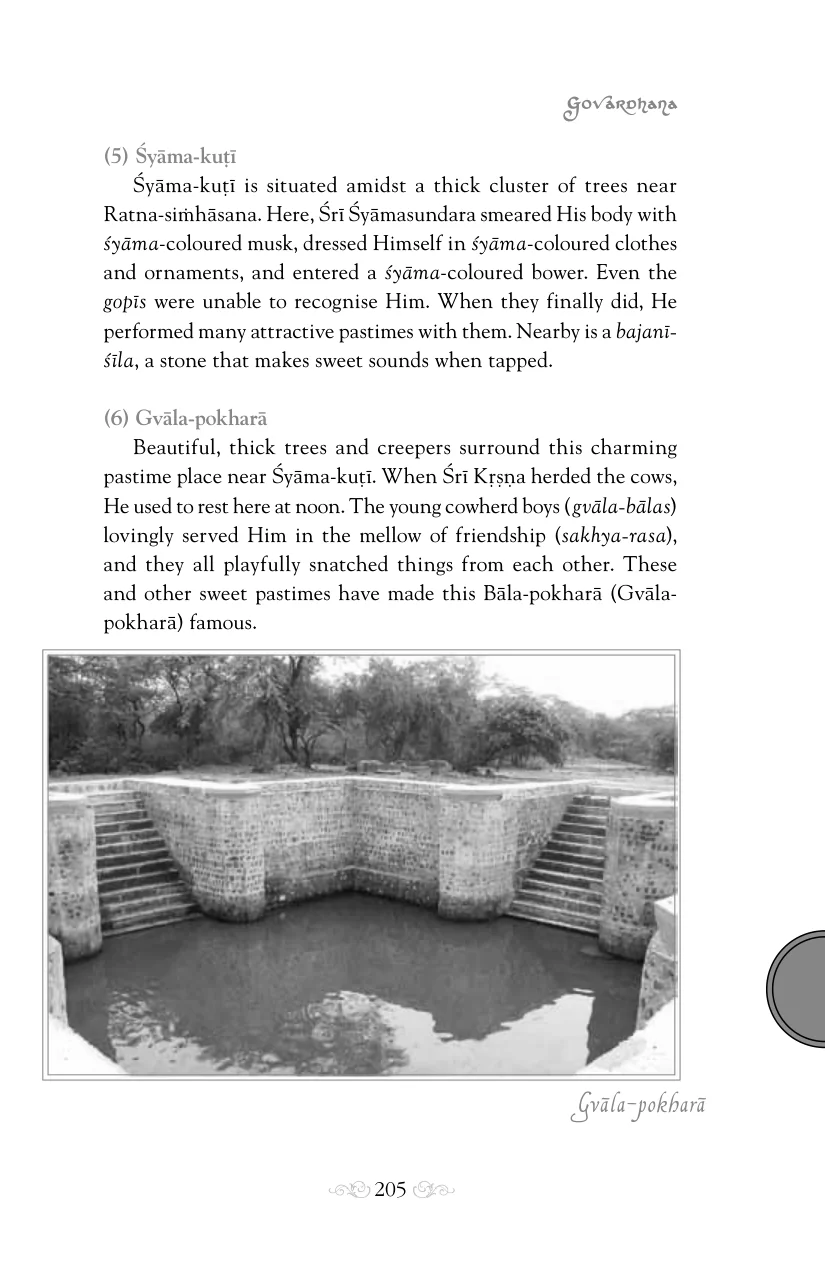 Govardhana
(5) Śyāma-kuṭī
Śyāma-kuṭī is situated amidst a thick cluster of trees near
Ratna-siṁhāsana. Here, Śrī Śyāmasundara smeared His body with
śyāma-coloured musk, dressed Himself in śyāma-coloured clothes
and ornaments, and entered a śyāma-coloured bower. Even the
gopīs were unable to recognise Him. When they finally did, He
performed many attractive pastimes with them. Nearby is a bajanī-
śīla, a stone that makes sweet sounds when tapped.
(6) Gvāla-pokharā
Beautiful, thick trees and creepers surround this charming
pastime place near Śyāma-kuṭī. When Śrī Kṛṣṇa herded the cows,
He used to rest here at noon. The young cowherd boys (gvāla-bālas)
lovingly served Him in the mellow of friendship (sakhya-rasa),
and they all playfully snatched things from each other. These
and other sweet pastimes have made this Bāla-pokharā (Gvāla-
pokharā) famous.
Gvāla-pokharā
205